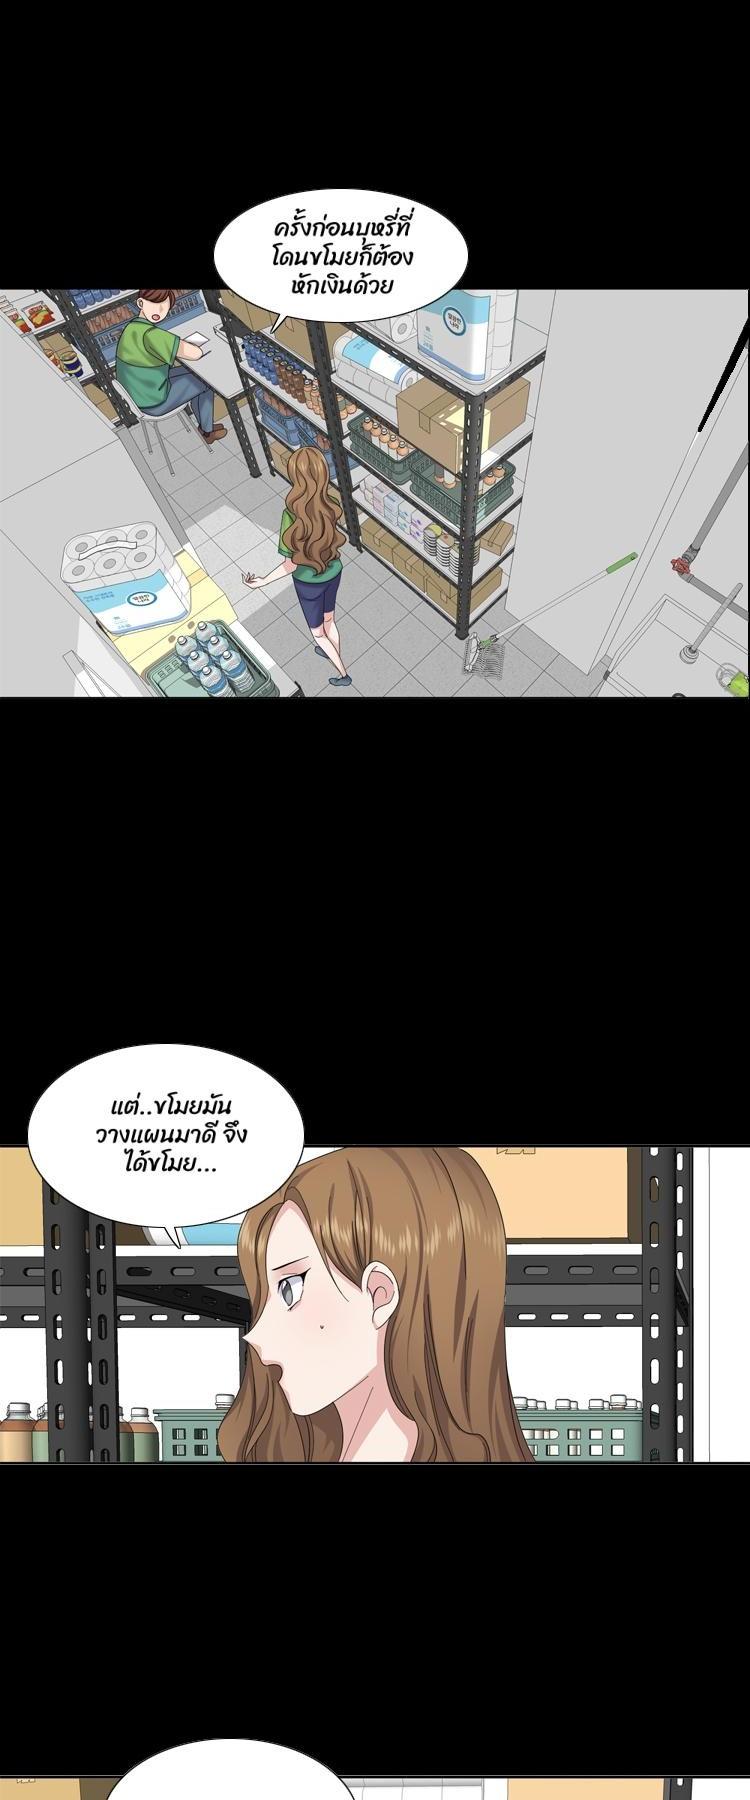 ครั้งก่อนบุหรี่ที่
โดนขโมยก็ต้อง
หักเงินด้วย
แต่..ขโมยมัน
วางแผนมาดี จึง
ได้ขโมย...